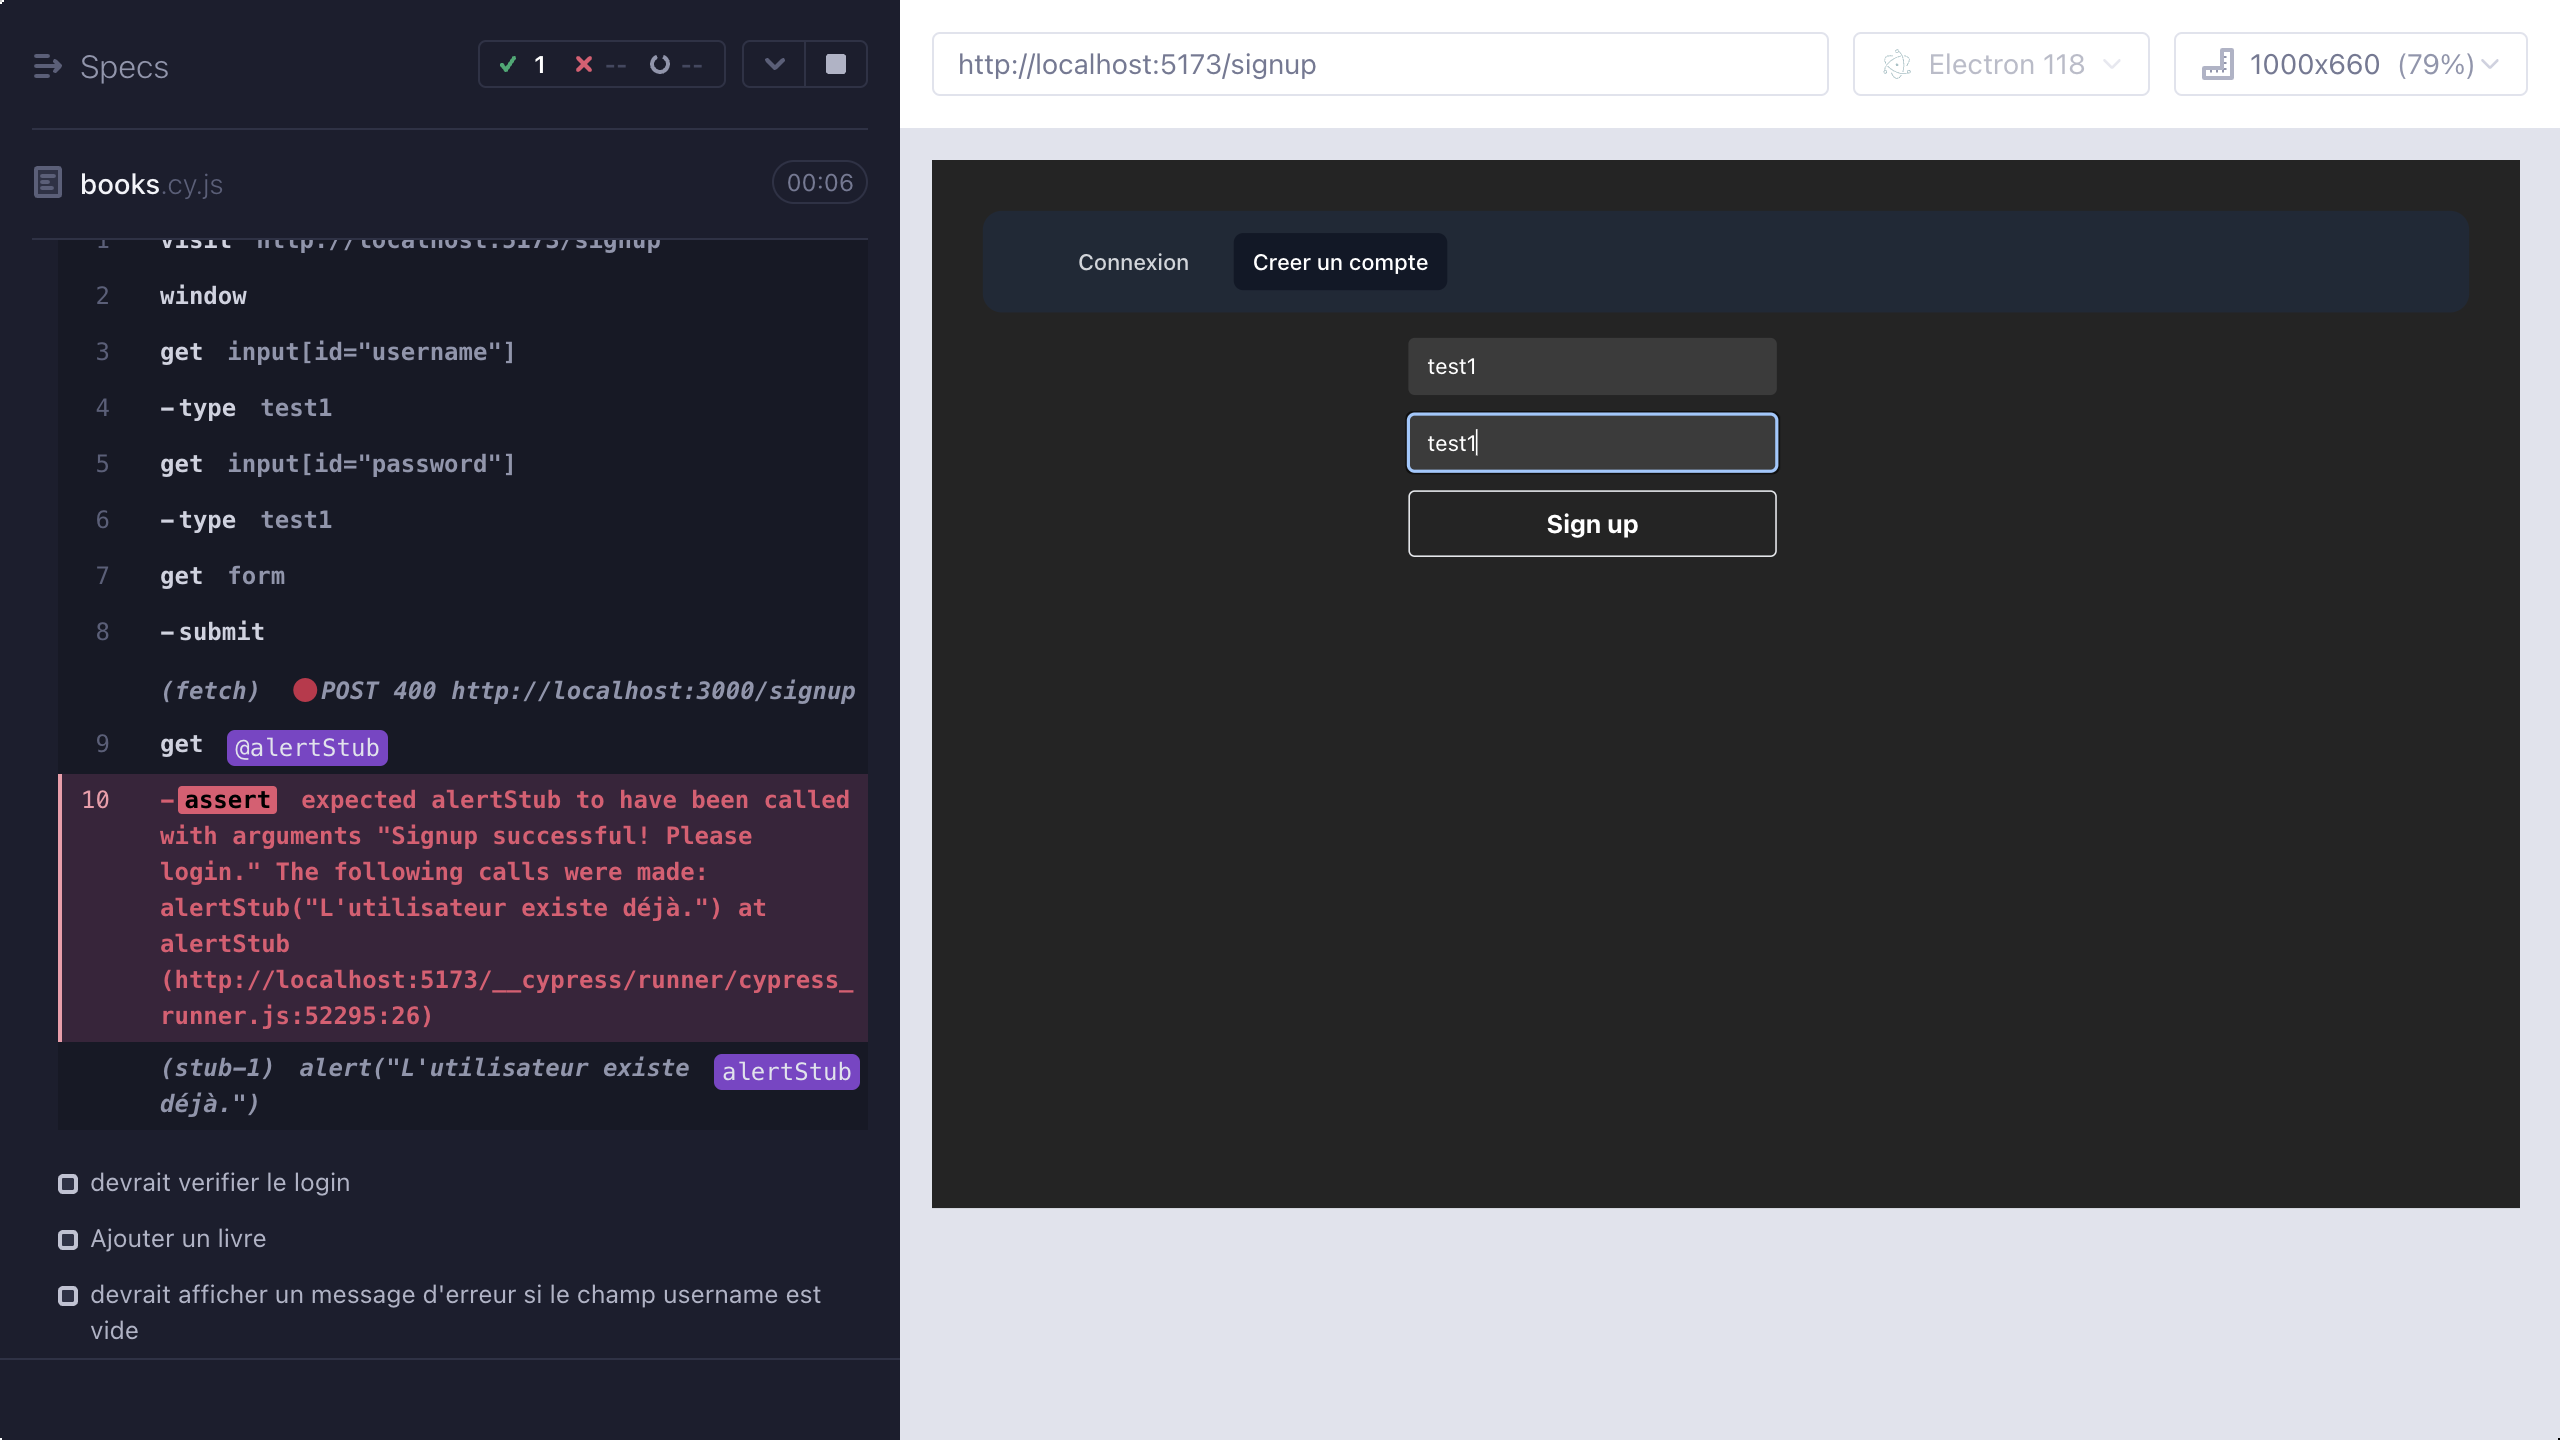 Specs
1 -- --
books.cy.js
00:06
1 visit http://localhost:5173/signup
2 window
3 get input[id="username"]
4 -type test1
5 get input[id="password"]
6 -type test1
7 get form
8 -submit
(fetch) POST 400 http://localhost:3000/signup
9 get @alertStub
10 -assert expected alertStub to have been called
with arguments "Signup successful! Please
login." The following calls were made:
alertStub("L'utilisateur existe déjà.") at
alertStub
(http://localhost:5173/__cypress/runner/cypress_
runner.js:52295:26)
(stub-1) alert("L'utilisateur existe alertStub
déjà.")
devrait verifier le login
Ajouter un livre
devrait afficher un message d'erreur si le champ username est
vide
http://localhost:5173/signup
Electron 118
1000x660 (79%)
Connexion
Creer un compte
test1
test1
Sign up